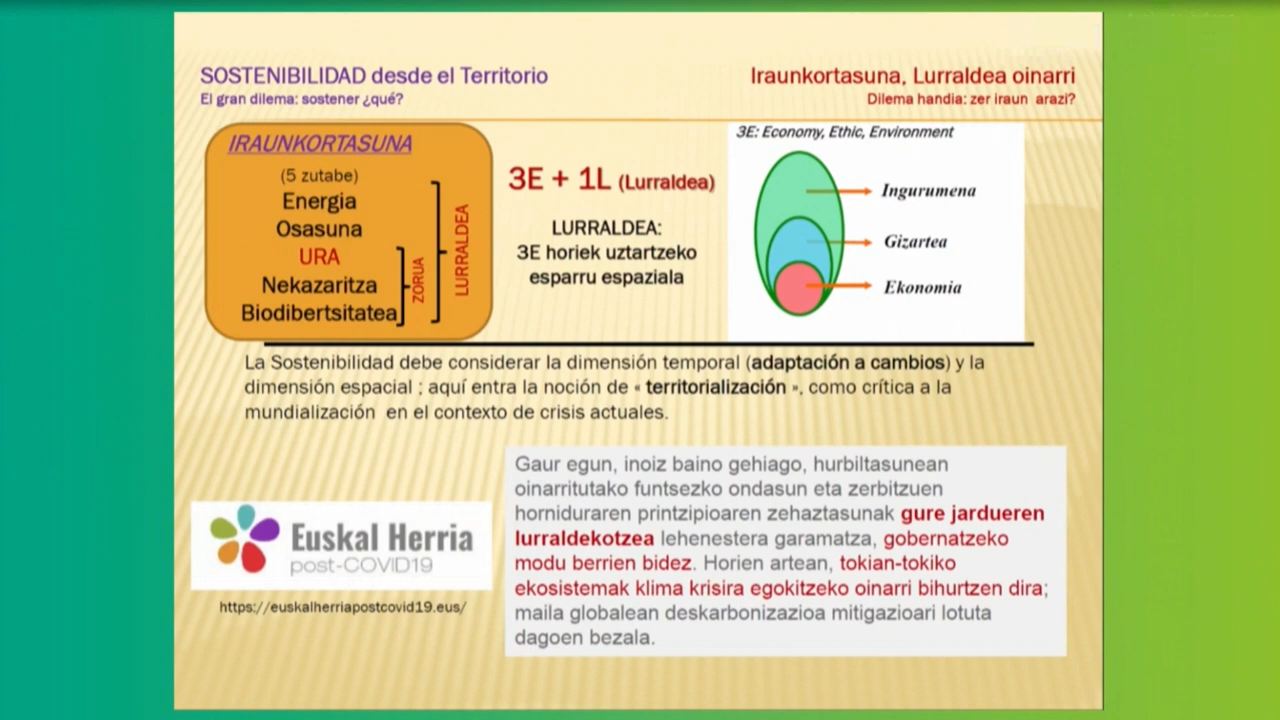 SOSTENIBILIDAD desde el Territorio
El gran dilema: sostener ¿qué?
Iraunkortasuna, Lurraldea oinarri
Dilema handia: zer iraun arazi?
IRAUNKORTASUNA
(5 zutabe)
Energia
Osasuna
URA
Nekazaritza
Biodibertsitatea
ZORUA
LURRALDEA
3E + 1L (Lurraldea)
LURRALDEA:
3E horiek uztartzeko
esparru espaziala
3E: Economy, Ethic, Environment
Ingurumena
Gizartea
Ekonomia
La Sostenibilidad debe considerar la dimensión temporal (adaptación a cambios) y la
dimensión espacial ; aquí entra la noción de « territorialización », como crítica a la
mundialización en el contexto de crisis actuales.
Euskal Herria
post-COVID19
https://euskalherriapostcovid19.eus/
Gaur egun, inoiz baino gehiago, hurbiltasunean
oinarritutako funtsezko ondasun eta zerbitzuen
horniduraren printzipioaren zehaztasunak gure jardueren
lurraldekotzea lehenestera garamatza, gobernatzeko
modu berrien bidez. Horien artean, tokian-tokiko
ekosistemak klima krisira egokitzeko oinarri bihurtzen dira;
maila globalean deskarbonizazioa mitigazioari lotuta
dagoen bezala.